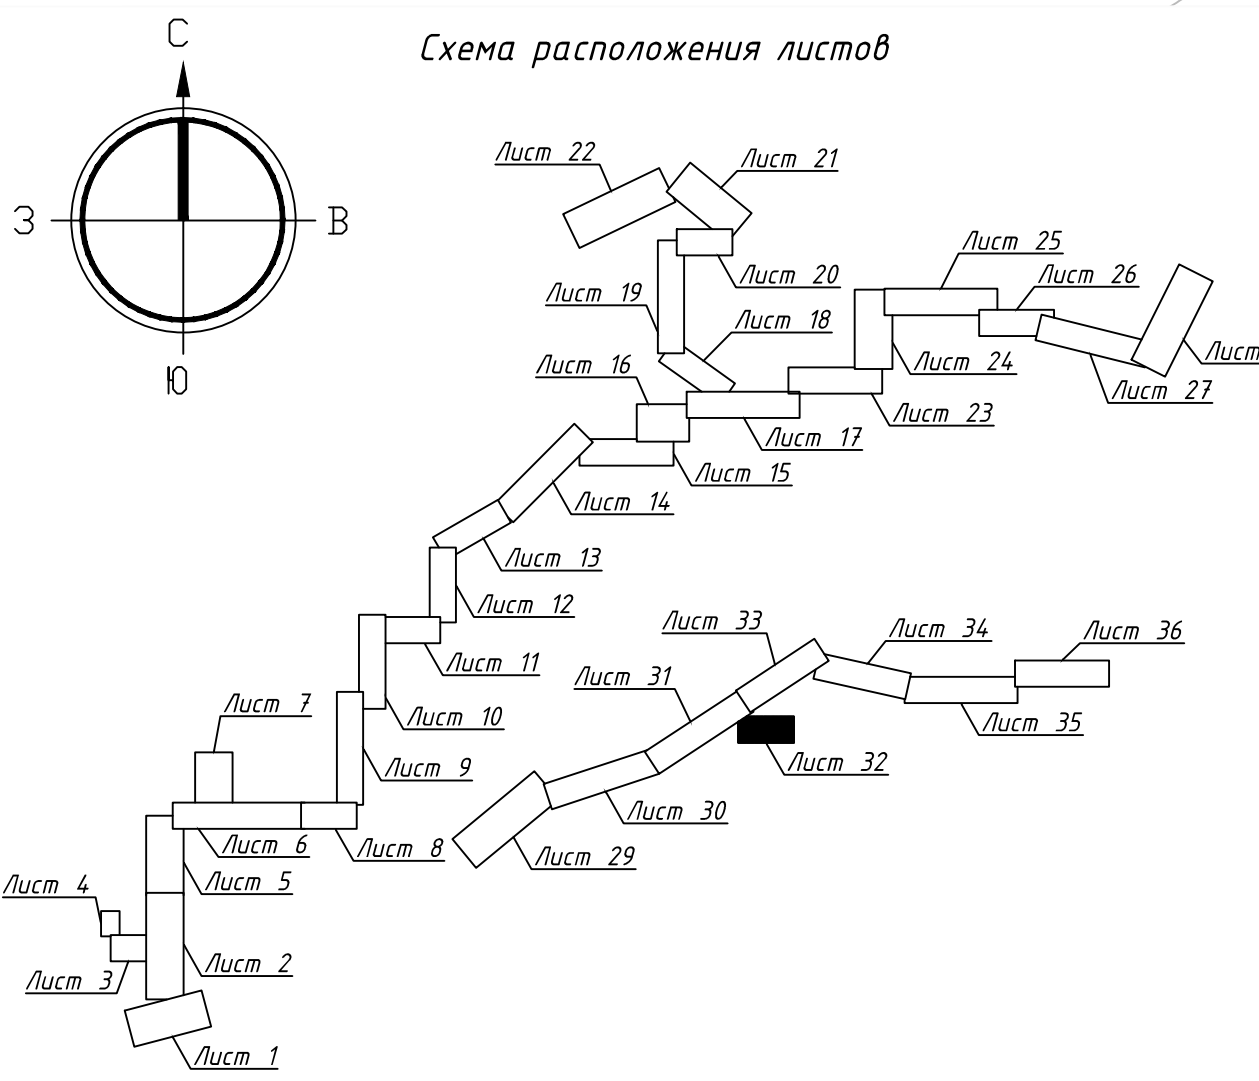 С
Схема расположения листов
З
В
Ю
Лист 22
Лист 21
Лист 20
Лист 19
Лист 18
Лист 16
Лист 25
Лист 26
Лист
Лист 24
Лист 27
Лист 23
Лист 17
Лист 15
Лист 14
Лист 13
Лист 12
Лист 11
Лист 10
Лист 7
Лист 9
Лист 6
Лист 8
Лист 5
Лист 4
Лист 2
Лист 3
Лист 1
Лист 33
Лист 34
Лист 36
Лист 31
Лист 35
Лист 32
Лист 30
Лист 29